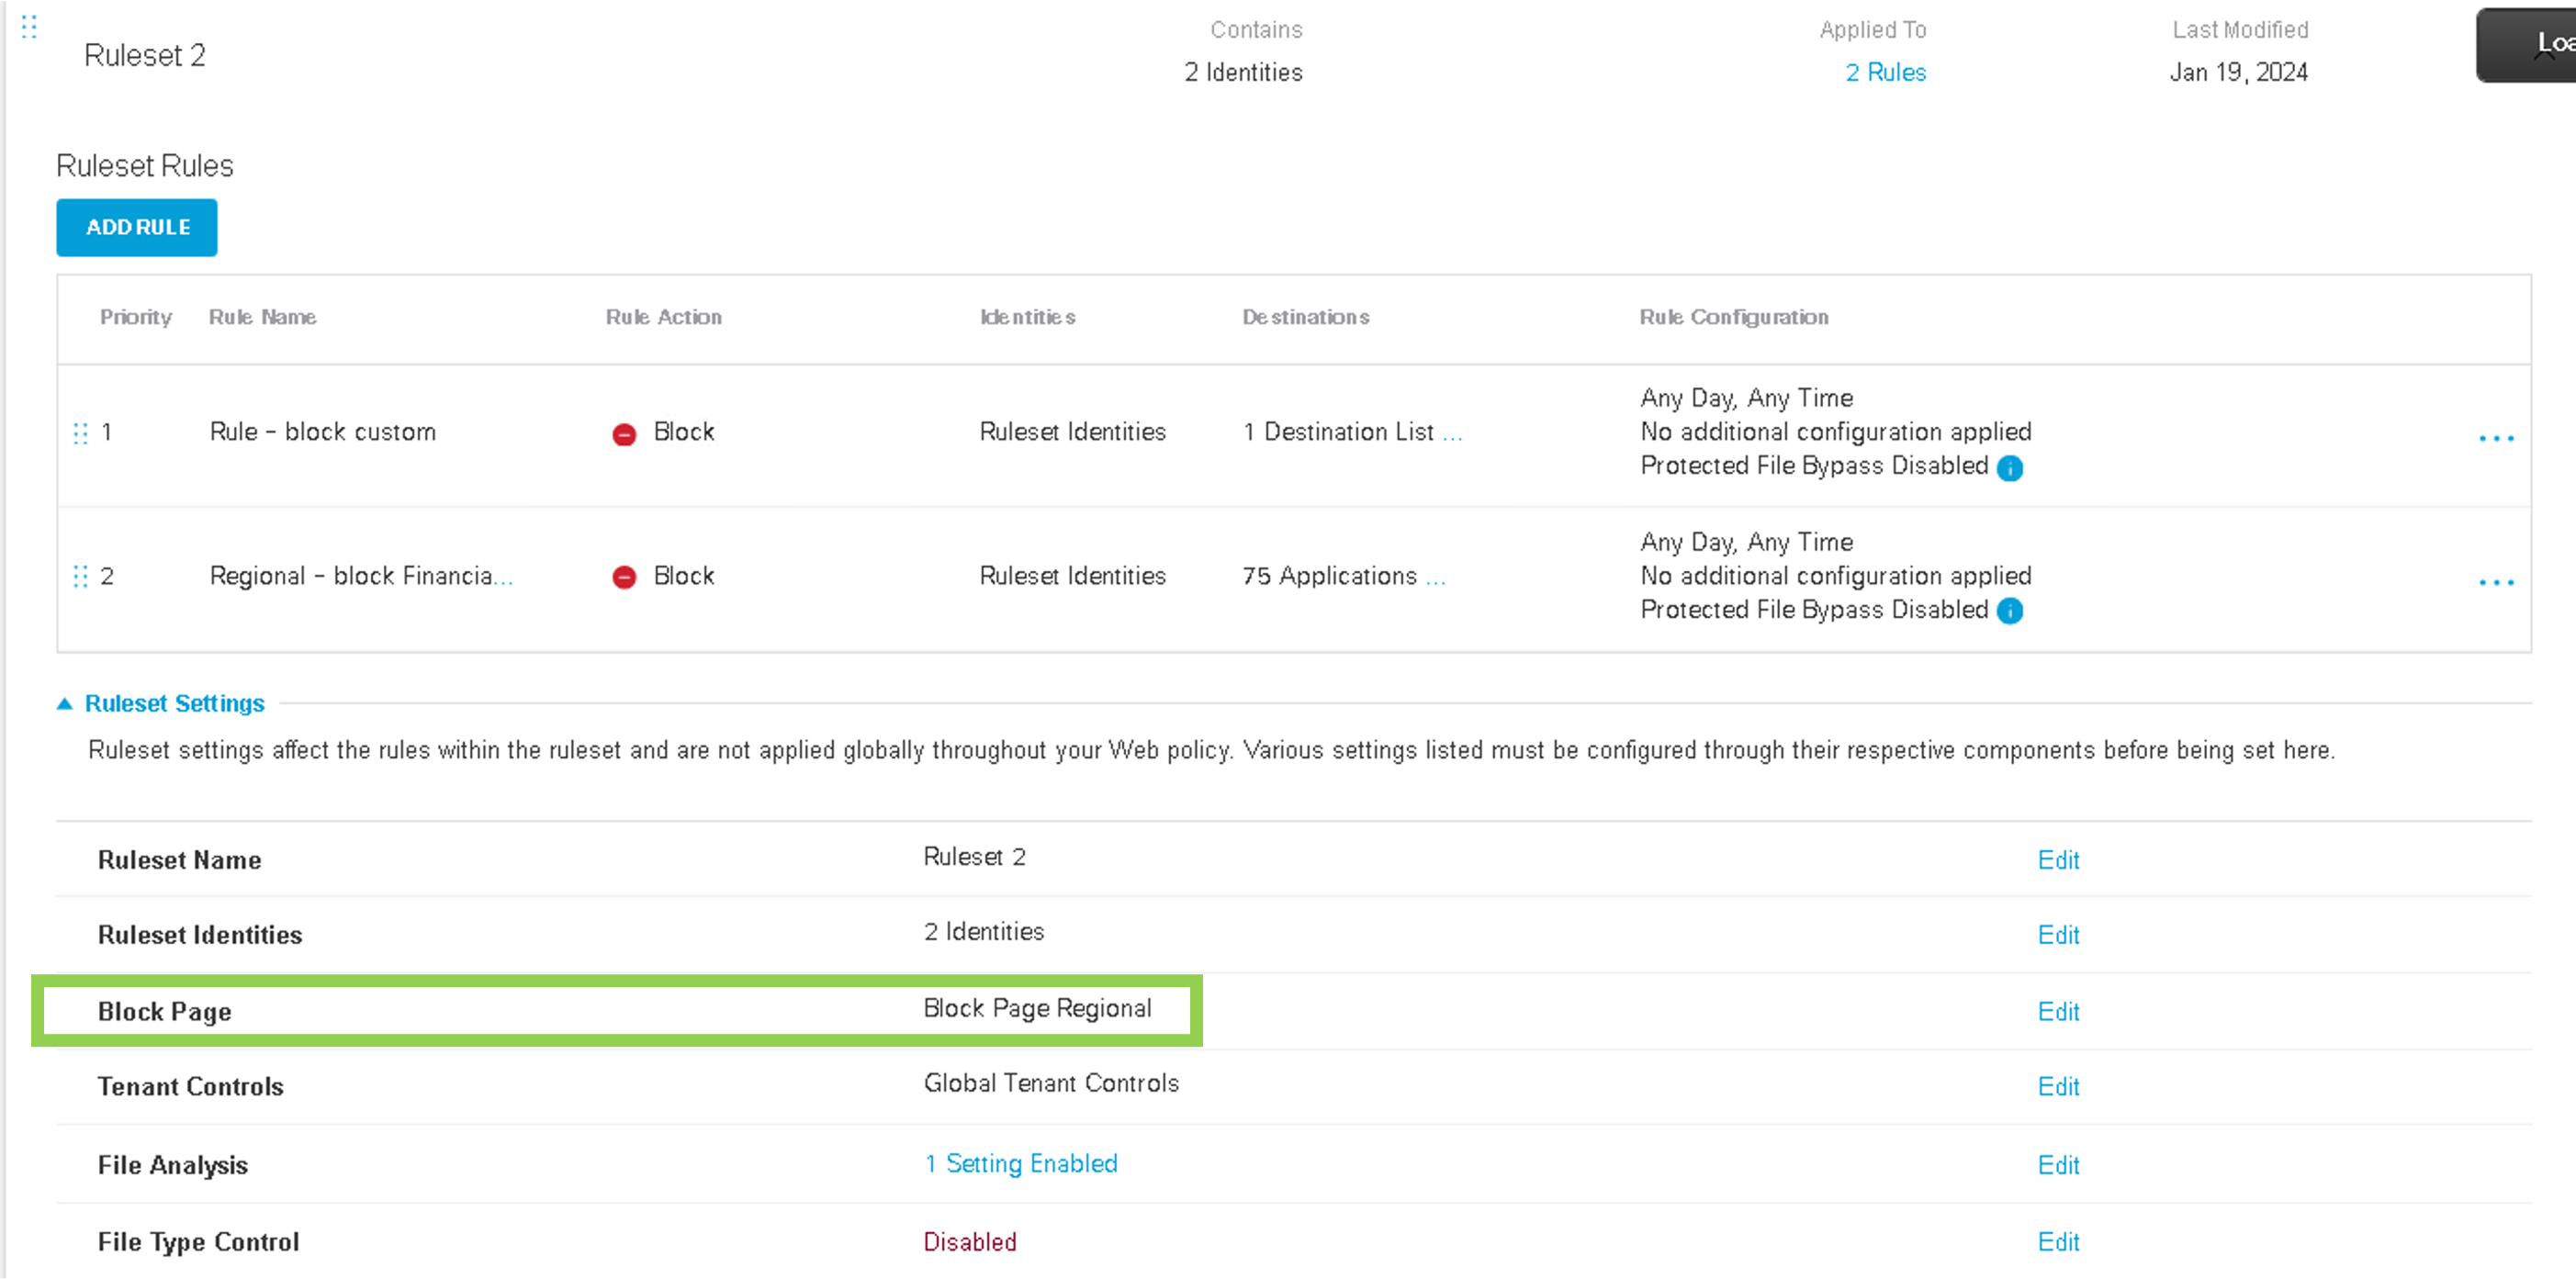 Ruleset 2
Contains
2 Identities
Applied To
2 Rules
Last Modified
Jan 19, 2024
Ruleset Rules
ADD RULE
Priority Rule Name Rule Action Identities Destinations Rule Configuration
1 Rule – block custom Block Ruleset Identities 1 Destination List ...
Any Day, Any Time
No additional configuration applied
Protected File Bypass Disabled
2 Regional – block Financia... Block Ruleset Identities 75 Applications ...
Any Day, Any Time
No additional configuration applied
Protected File Bypass Disabled
Ruleset Settings
Ruleset settings affect the rules within the ruleset and are not applied globally throughout your Web policy. Various settings listed must be configured through their respective components before being set here.
Ruleset Name Ruleset 2 Edit
Ruleset Identities 2 Identities Edit
Block Page Block Page Regional Edit
Tenant Controls Global Tenant Controls Edit
File Analysis 1 Setting Enabled Edit
File Type Control Disabled Edit